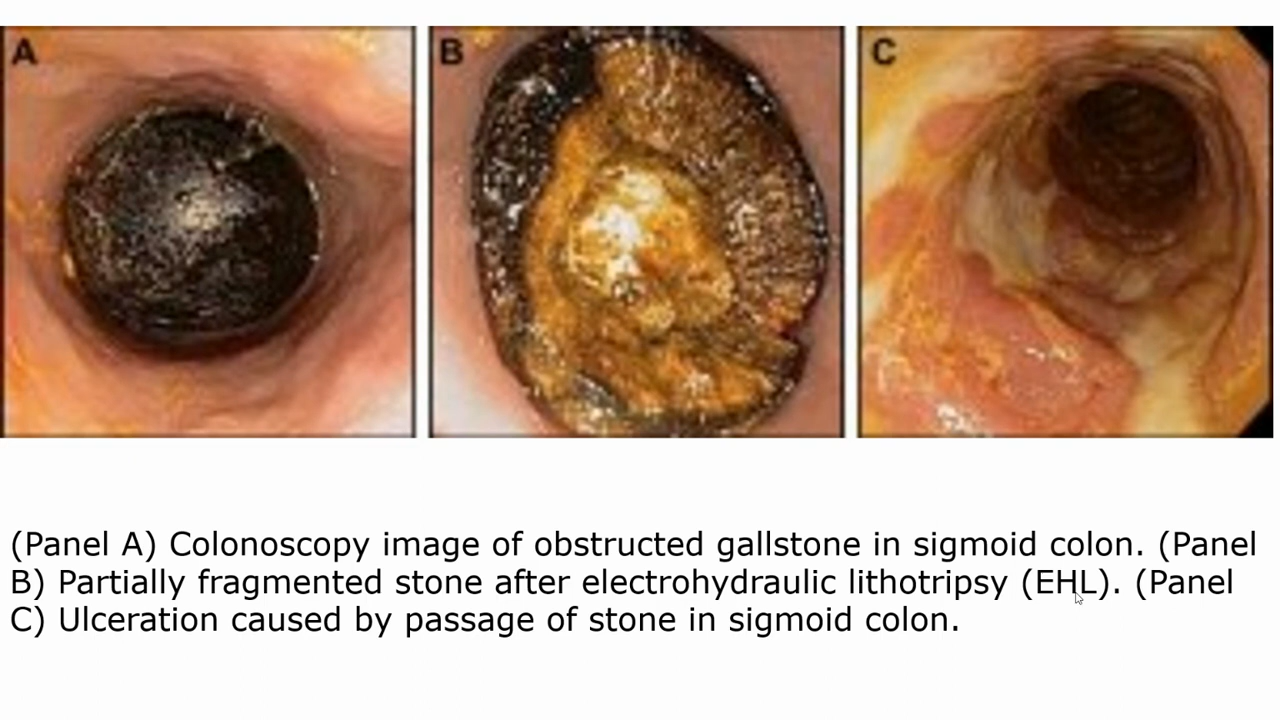 A B C
(Panel A) Colonoscopy image of obstructed gallstone in sigmoid colon. (Panel
B) Partially fragmented stone after electrohydraulic lithotripsy (EHL). (Panel
C) Ulceration caused by passage of stone in sigmoid colon.